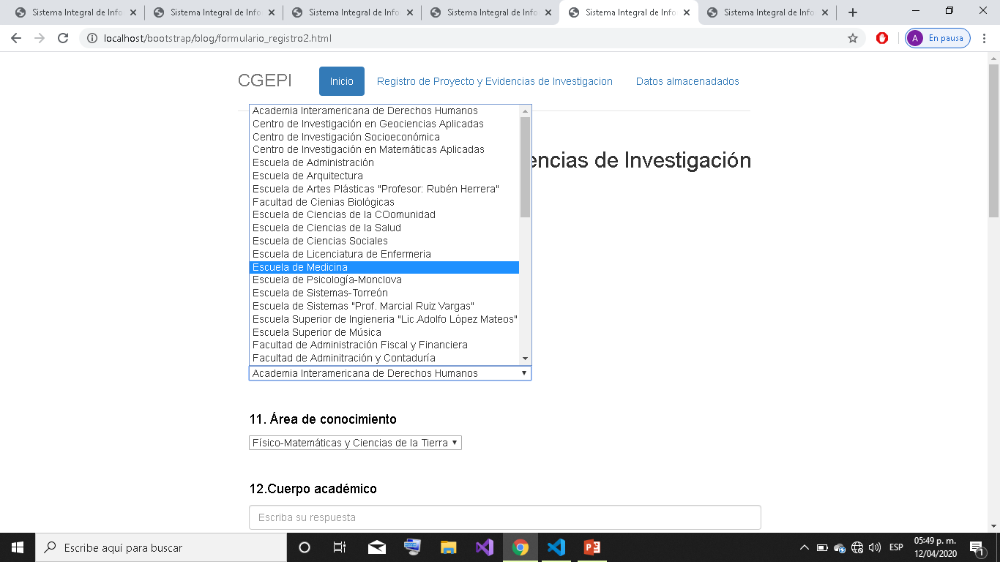 Sistema Integral de Info
Sistema Integral de Info
Sistema Integral de Info
Sistema Integral de Info
Sistema Integral de Info
Sistema Integral de Info
localhost/bootstrap/blog/formulario_registro2.html
A En pausa
CGEPI
Inicio
Registro de Proyecto y Evidencias de Investigacion
Datos almacenadados
encias de Investigación
Academia Interamericana de Derechos Humanos
Centro de Investigación en Geociencias Aplicadas
Centro de Investigación Socioeconómica
Centro de Investigación en Matemáticas Aplicadas
Escuela de Administración
Escuela de Arquitectura
Escuela de Artes Plásticas "Profesor: Rubén Herrera"
Facultad de Cienias Biológicas
Escuela de Ciencias de la COomunidad
Escuela de Ciencias de la Salud
Escuela de Ciencias Sociales
Escuela de Licenciatura de Enfermeria
Escuela de Medicina
Escuela de Psicología-Monclova
Escuela de Sistemas-Torreón
Escuela de Sistemas "Prof. Marcial Ruiz Vargas"
Escuela Superior de Ingieneria "Lic.Adolfo López Mateos"
Escuela Superior de Música
Facultad de Administración Fiscal y Financiera
Facultad de Adminitración y Contaduría
Academia Interamericana de Derechos Humanos
11. Área de conocimiento
Físico-Matemáticas y Ciencias de la Tierra
12.Cuerpo académico
Escriba su respuesta
Escribe aquí para buscar
ESP
05:49 p. m.
12/04/2020
1